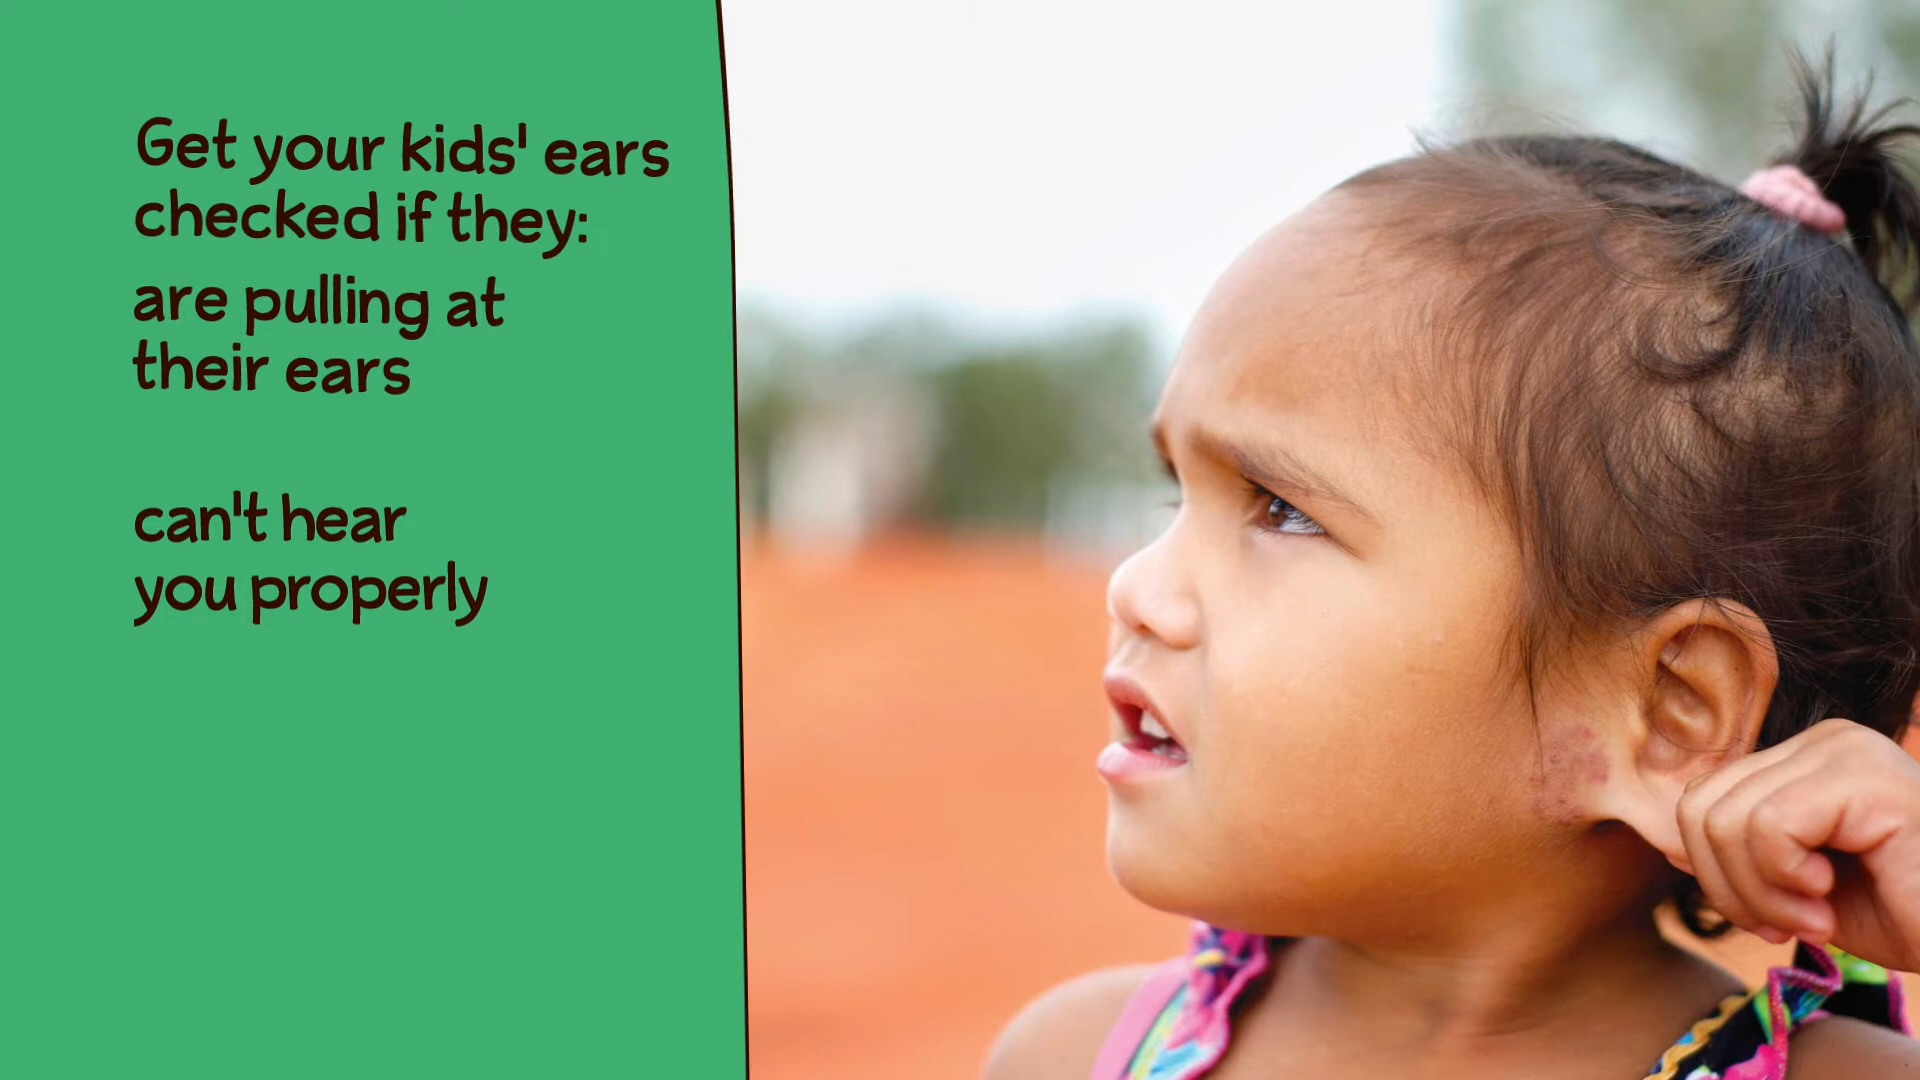 Get your kids' ears
checked if they:
are pulling at
their ears
can't hear
you properly